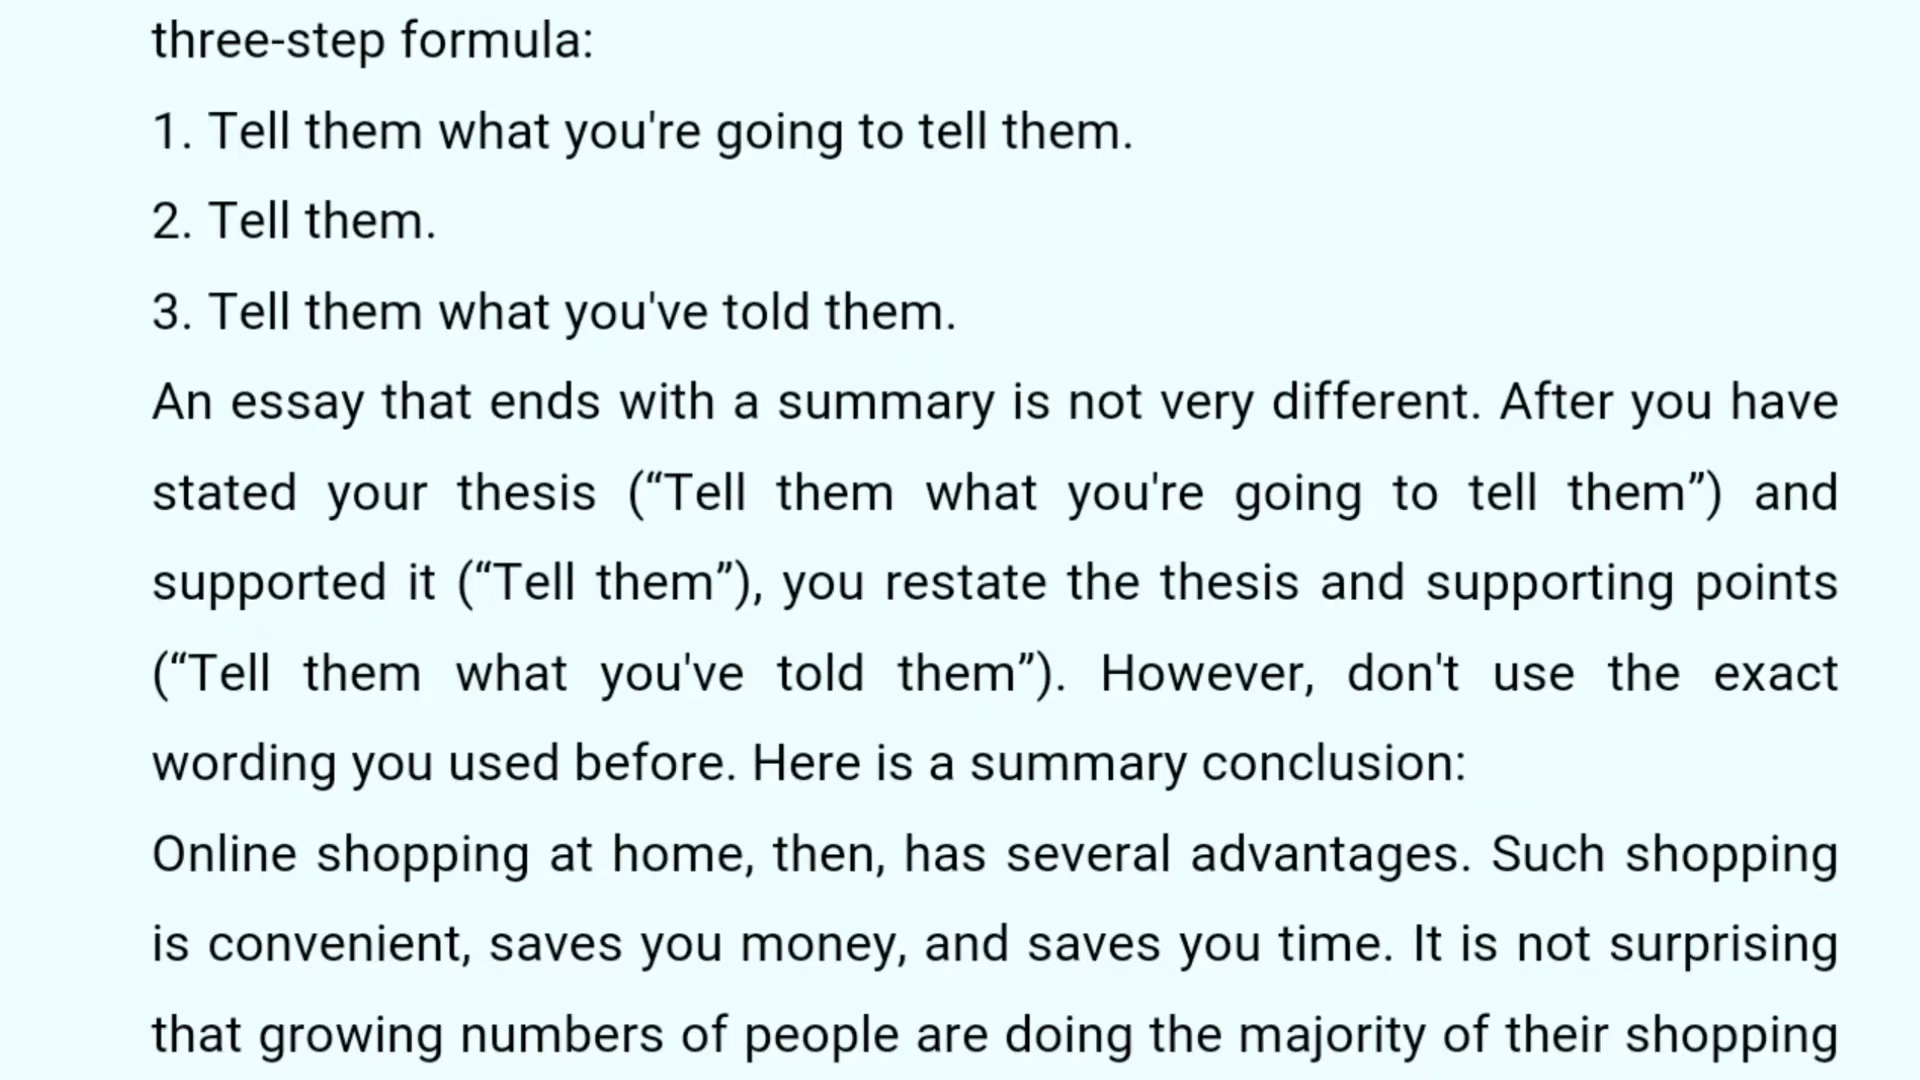 three-step formula:
1. Tell them what you're going to tell them.
2. Tell them.
3. Tell them what you've told them.
An essay that ends with a summary is not very different. After you have
stated your thesis (“Tell them what you're going to tell them”) and
supported it (“Tell them”), you restate the thesis and supporting points
(“Tell them what you've told them”). However, don't use the exact
wording you used before. Here is a summary conclusion:
Online shopping at home, then, has several advantages. Such shopping
is convenient, saves you money, and saves you time. It is not surprising
that growing numbers of people are doing the majority of their shopping